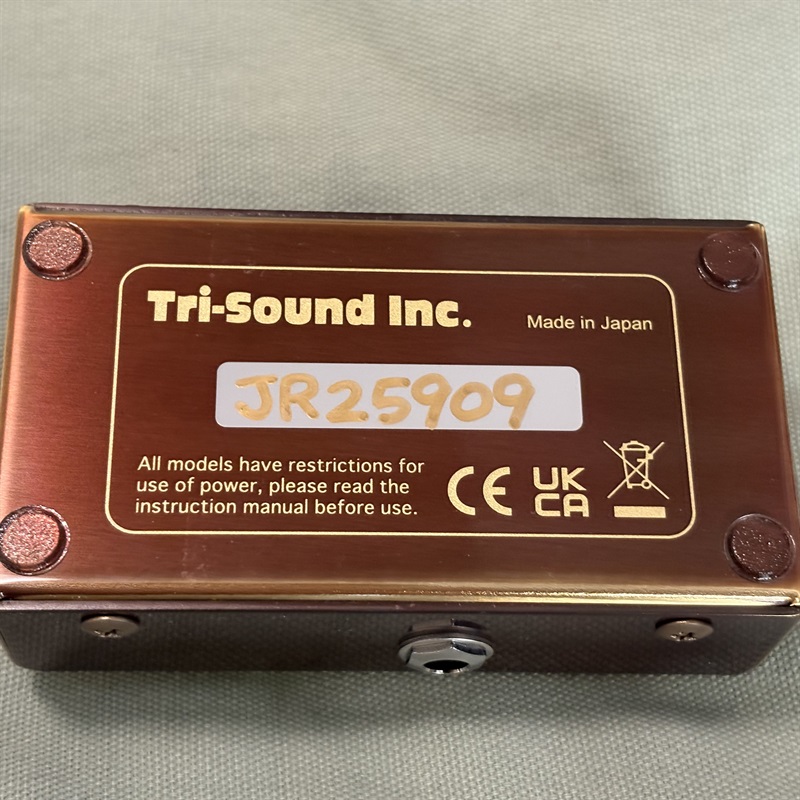 Tri-Sound Inc.
Made in Japan
JR25909
All models have restrictions for
use of power, please read the
instruction manual before use.
CE
UK
CA